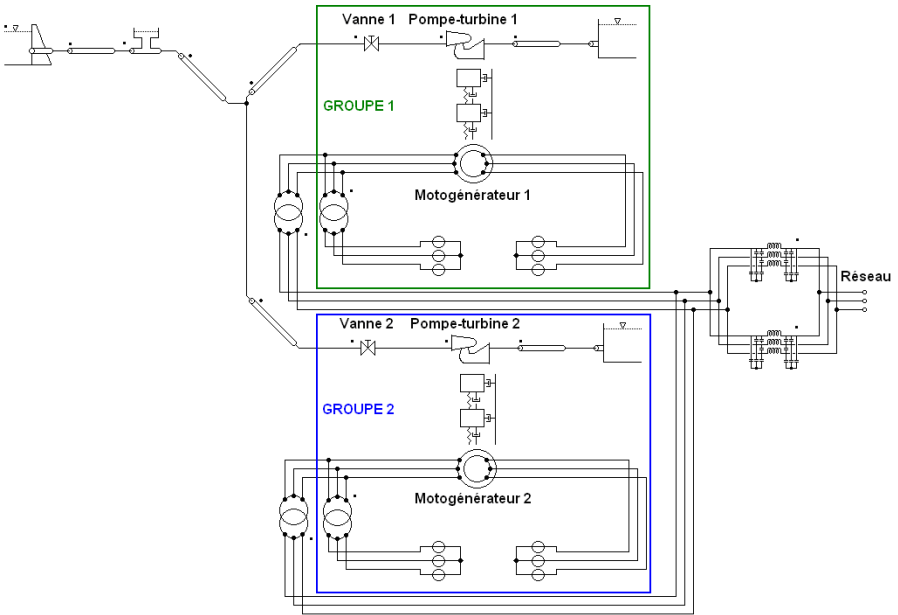 Vanne 1 Pompe-turbine 1
GROUPE 1
Motogénérateur 1
Réseau
Vanne 2 Pompe-turbine 2
GROUPE 2
Motogénérateur 2